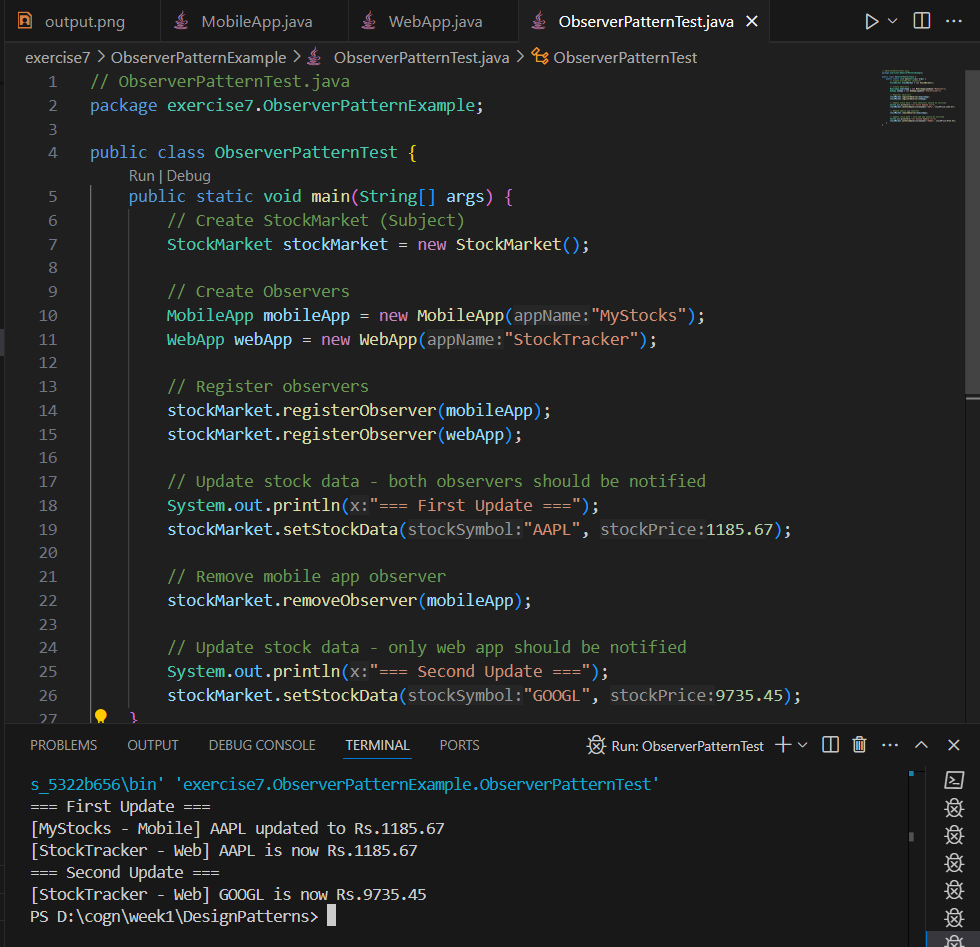 output.png MobileApp.java WebApp.java ObserverPatternTest.java
exercise7 > ObserverPatternExample > ObserverPatternTest.java > ObserverPatternTest
1 // ObserverPatternTest.java
2 package exercise7.ObserverPatternExample;
3
4 public class ObserverPatternTest {
Run | Debug
5 public static void main(String[] args) {
6 // Create StockMarket (Subject)
7 StockMarket stockMarket = new StockMarket();
8
9 // Create Observers
10 MobileApp mobileApp = new MobileApp(appName:"MyStocks");
11 WebApp webApp = new WebApp(appName:"StockTracker");
12
13 // Register observers
14 stockMarket.registerObserver(mobileApp);
15 stockMarket.registerObserver(webApp);
16
17 // Update stock data - both observers should be notified
18 System.out.println(x:"=== First Update ===");
19 stockMarket.setStockData(stockSymbol:"AAPL", stockPrice:1185.67);
20
21 // Remove mobile app observer
22 stockMarket.removeObserver(mobileApp);
23
24 // Update stock data - only web app should be notified
25 System.out.println(x:"=== Second Update ===");
26 stockMarket.setStockData(stockSymbol:"GOOGL", stockPrice:9735.45);
27 }
PROBLEMS OUTPUT DEBUG CONSOLE TERMINAL PORTS Run: ObserverPatternTest
s_5322b656\bin' 'exercise7.ObserverPatternExample.ObserverPatternTest'
=== First Update ===
[MyStocks - Mobile] AAPL updated to Rs.1185.67
[StockTracker - Web] AAPL is now Rs.1185.67
=== Second Update ===
[StockTracker - Web] GOOGL is now Rs.9735.45
PS D:\cogn\week1\DesignPatterns>